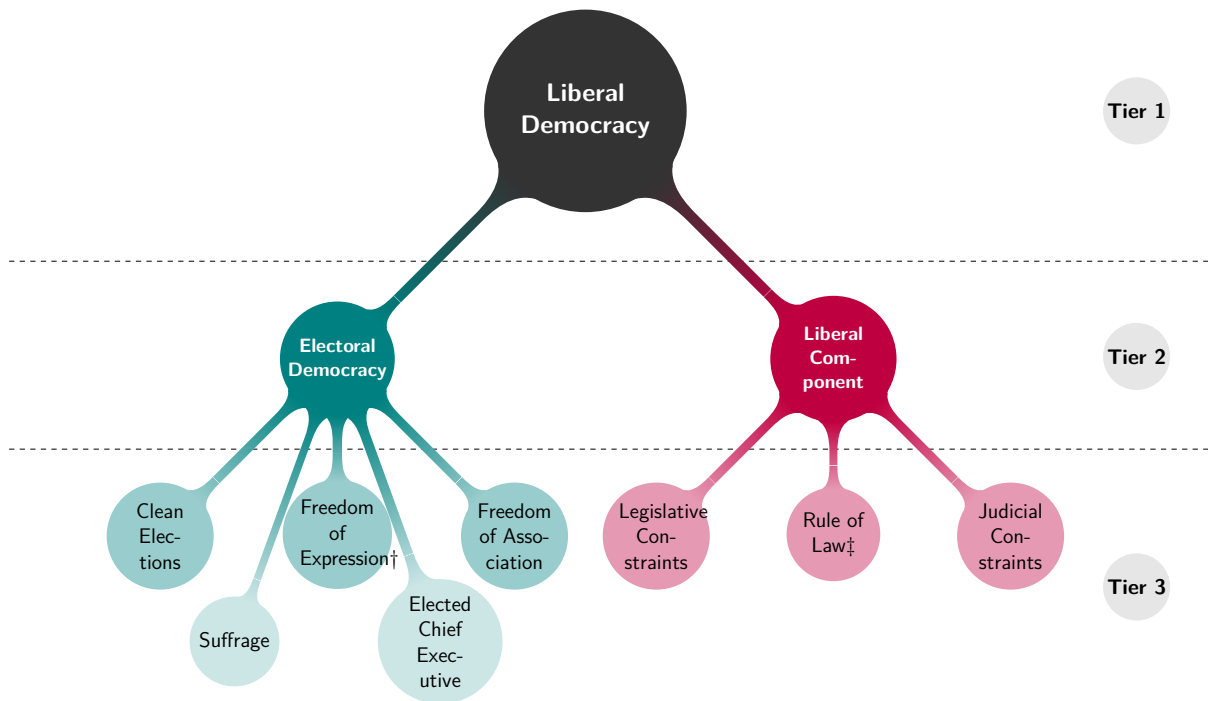 Liberal
Democracy
Tier 1
Electoral
Democracy
Liberal
Com-
ponent
Tier 2
Clean
Elec-
tions
Freedom
of
Expression†
Freedom
of Asso-
ciation
Legislative
Con-
straints
Rule of
Law‡
Judicial
Con-
straints
Tier 3
Suffrage
Elected
Chief
Exec-
utive